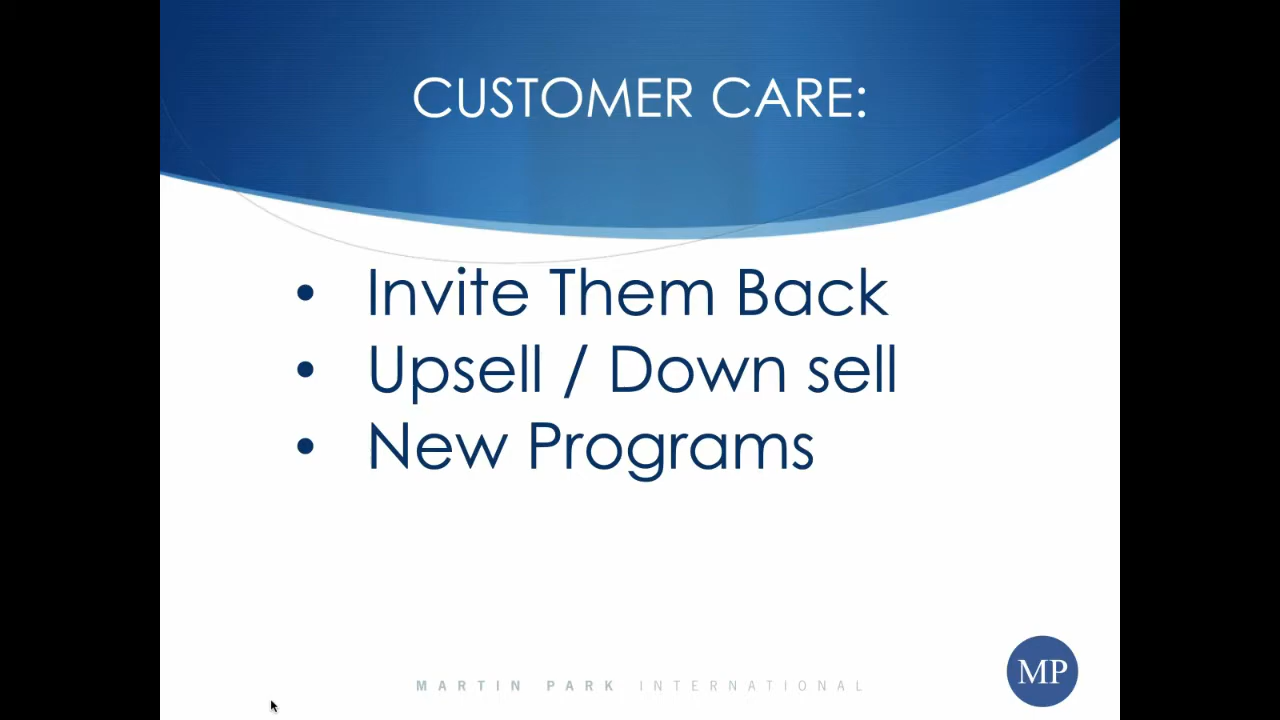 CUSTOMER CARE:
• Invite Them Back
• Upsell / Down sell
• New Programs
MARTIN PARK INTERNATIONAL
MP